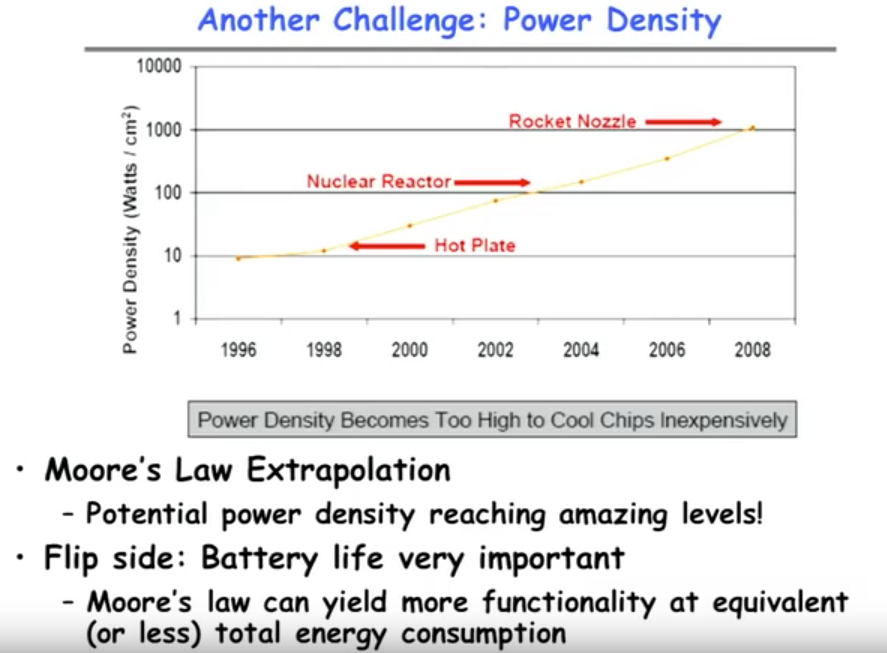 Another Challenge: Power Density
Power Density (Watts / cm²)
10000
1000
100
10
1
Rocket Nozzle
Nuclear Reactor
Hot Plate
1996 1998 2000 2002 2004 2006 2008
Power Density Becomes Too High to Cool Chips Inexpensively
• Moore's Law Extrapolation
- Potential power density reaching amazing levels!
• Flip side: Battery life very important
- Moore's law can yield more functionality at equivalent
(or less) total energy consumption